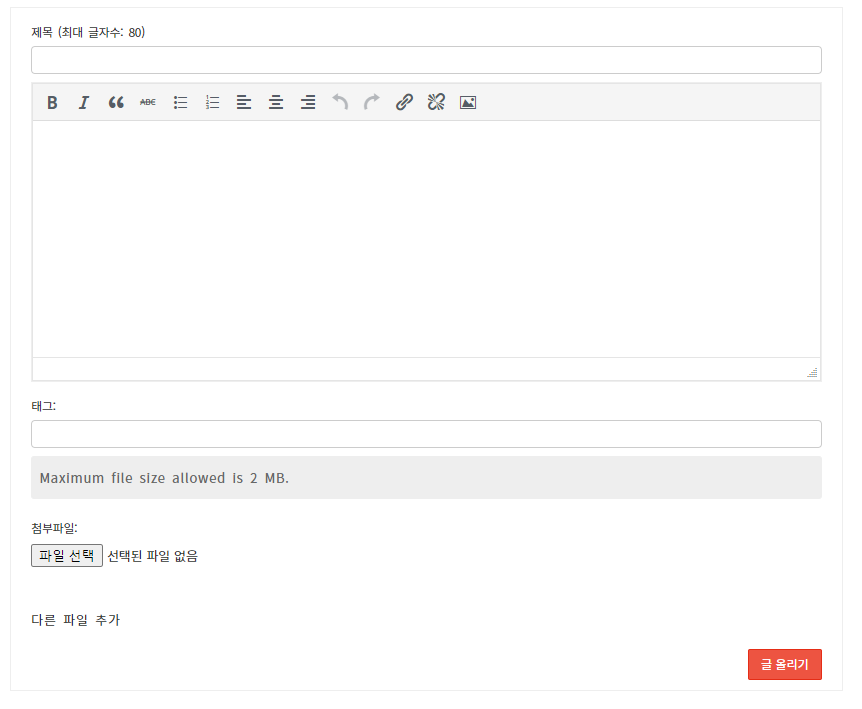 제목 (최대 글자수: 80)
B I ABC
태그:
Maximum file size allowed is 2 MB.
첨부파일:
파일 선택 선택된 파일 없음
다른 파일 추가
글 올리기